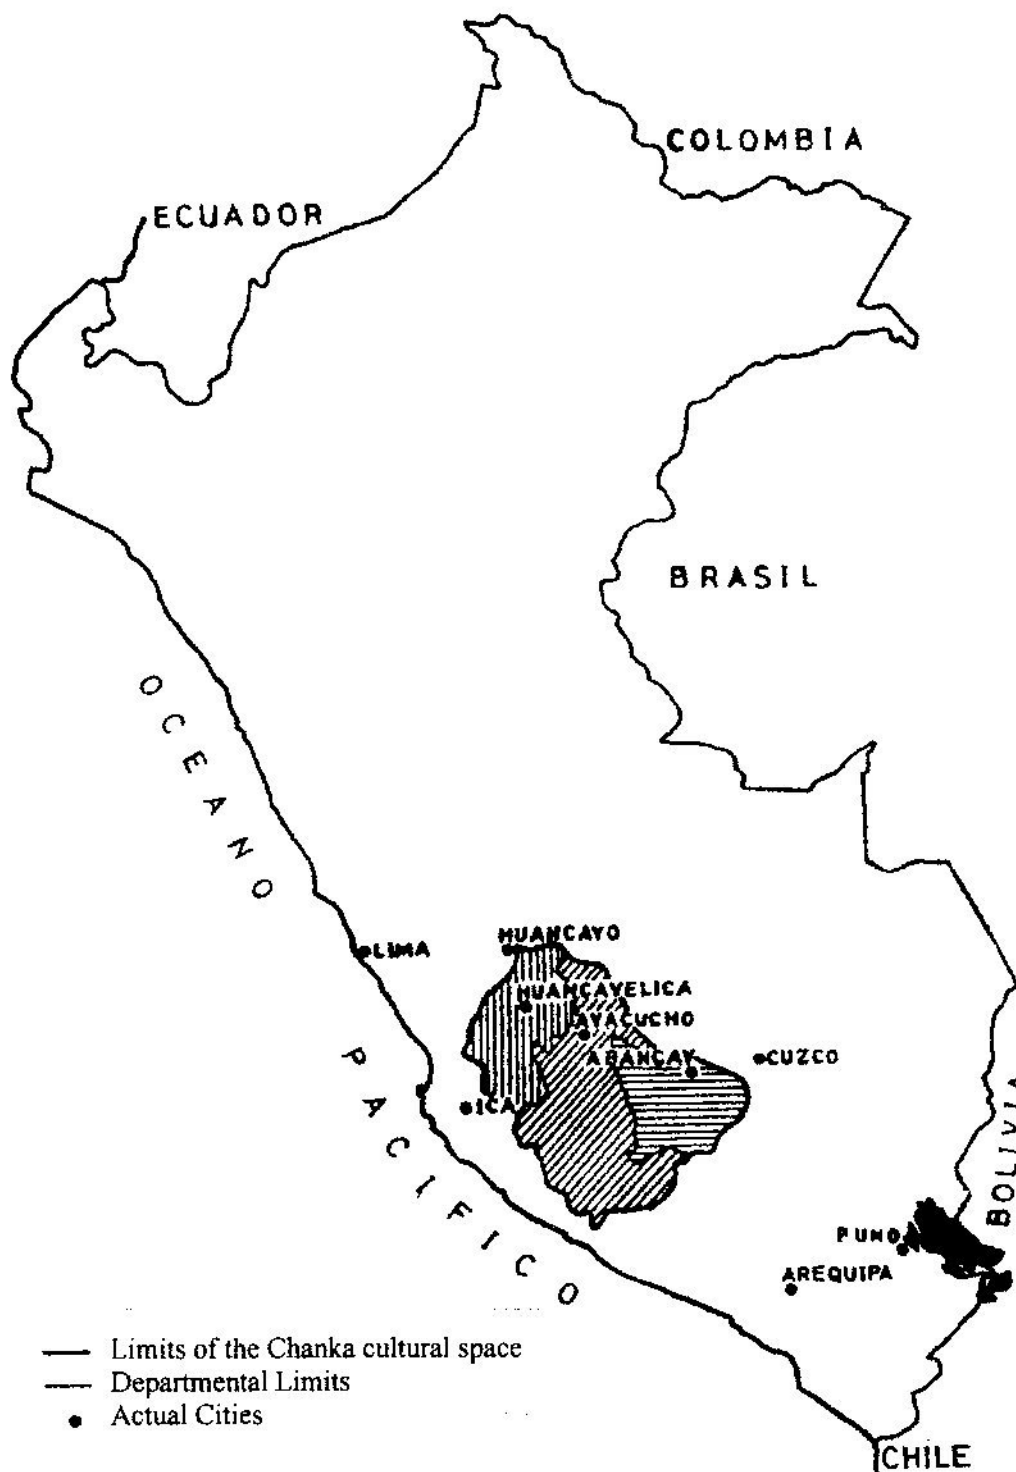 COLOMBIA
ECUADOR
BRASIL
OCEANO PACIFICO
HUANCAYO
LIMA
HUANCAVELICA
AYACUCHO
ABANCAY
CUZCO
ICA
BOLIVIA
PUNO
AREQUIPA
Limits of the Chanka cultural space
Departmental Limits
Actual Cities
CHILE